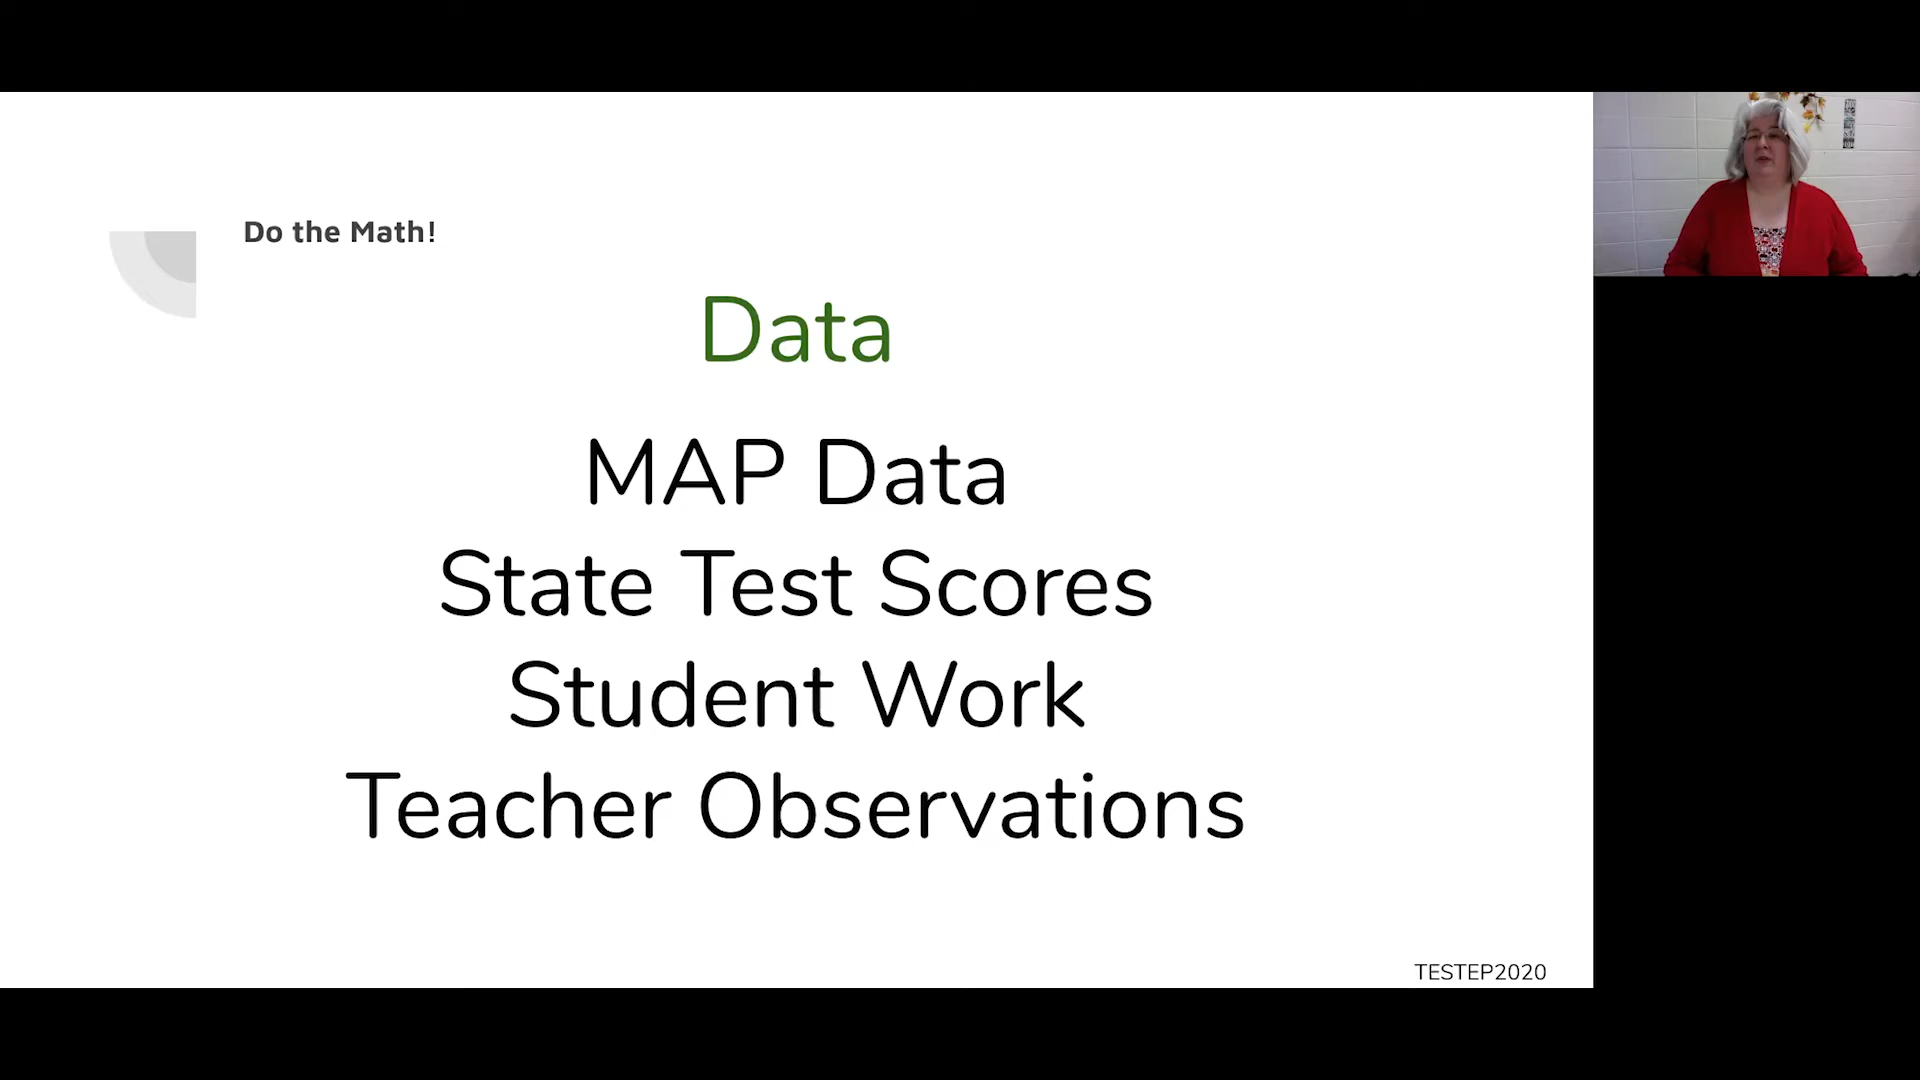 Do the Math!
Data
MAP Data
State Test Scores
Student Work
Teacher Observations
TESTEP2020